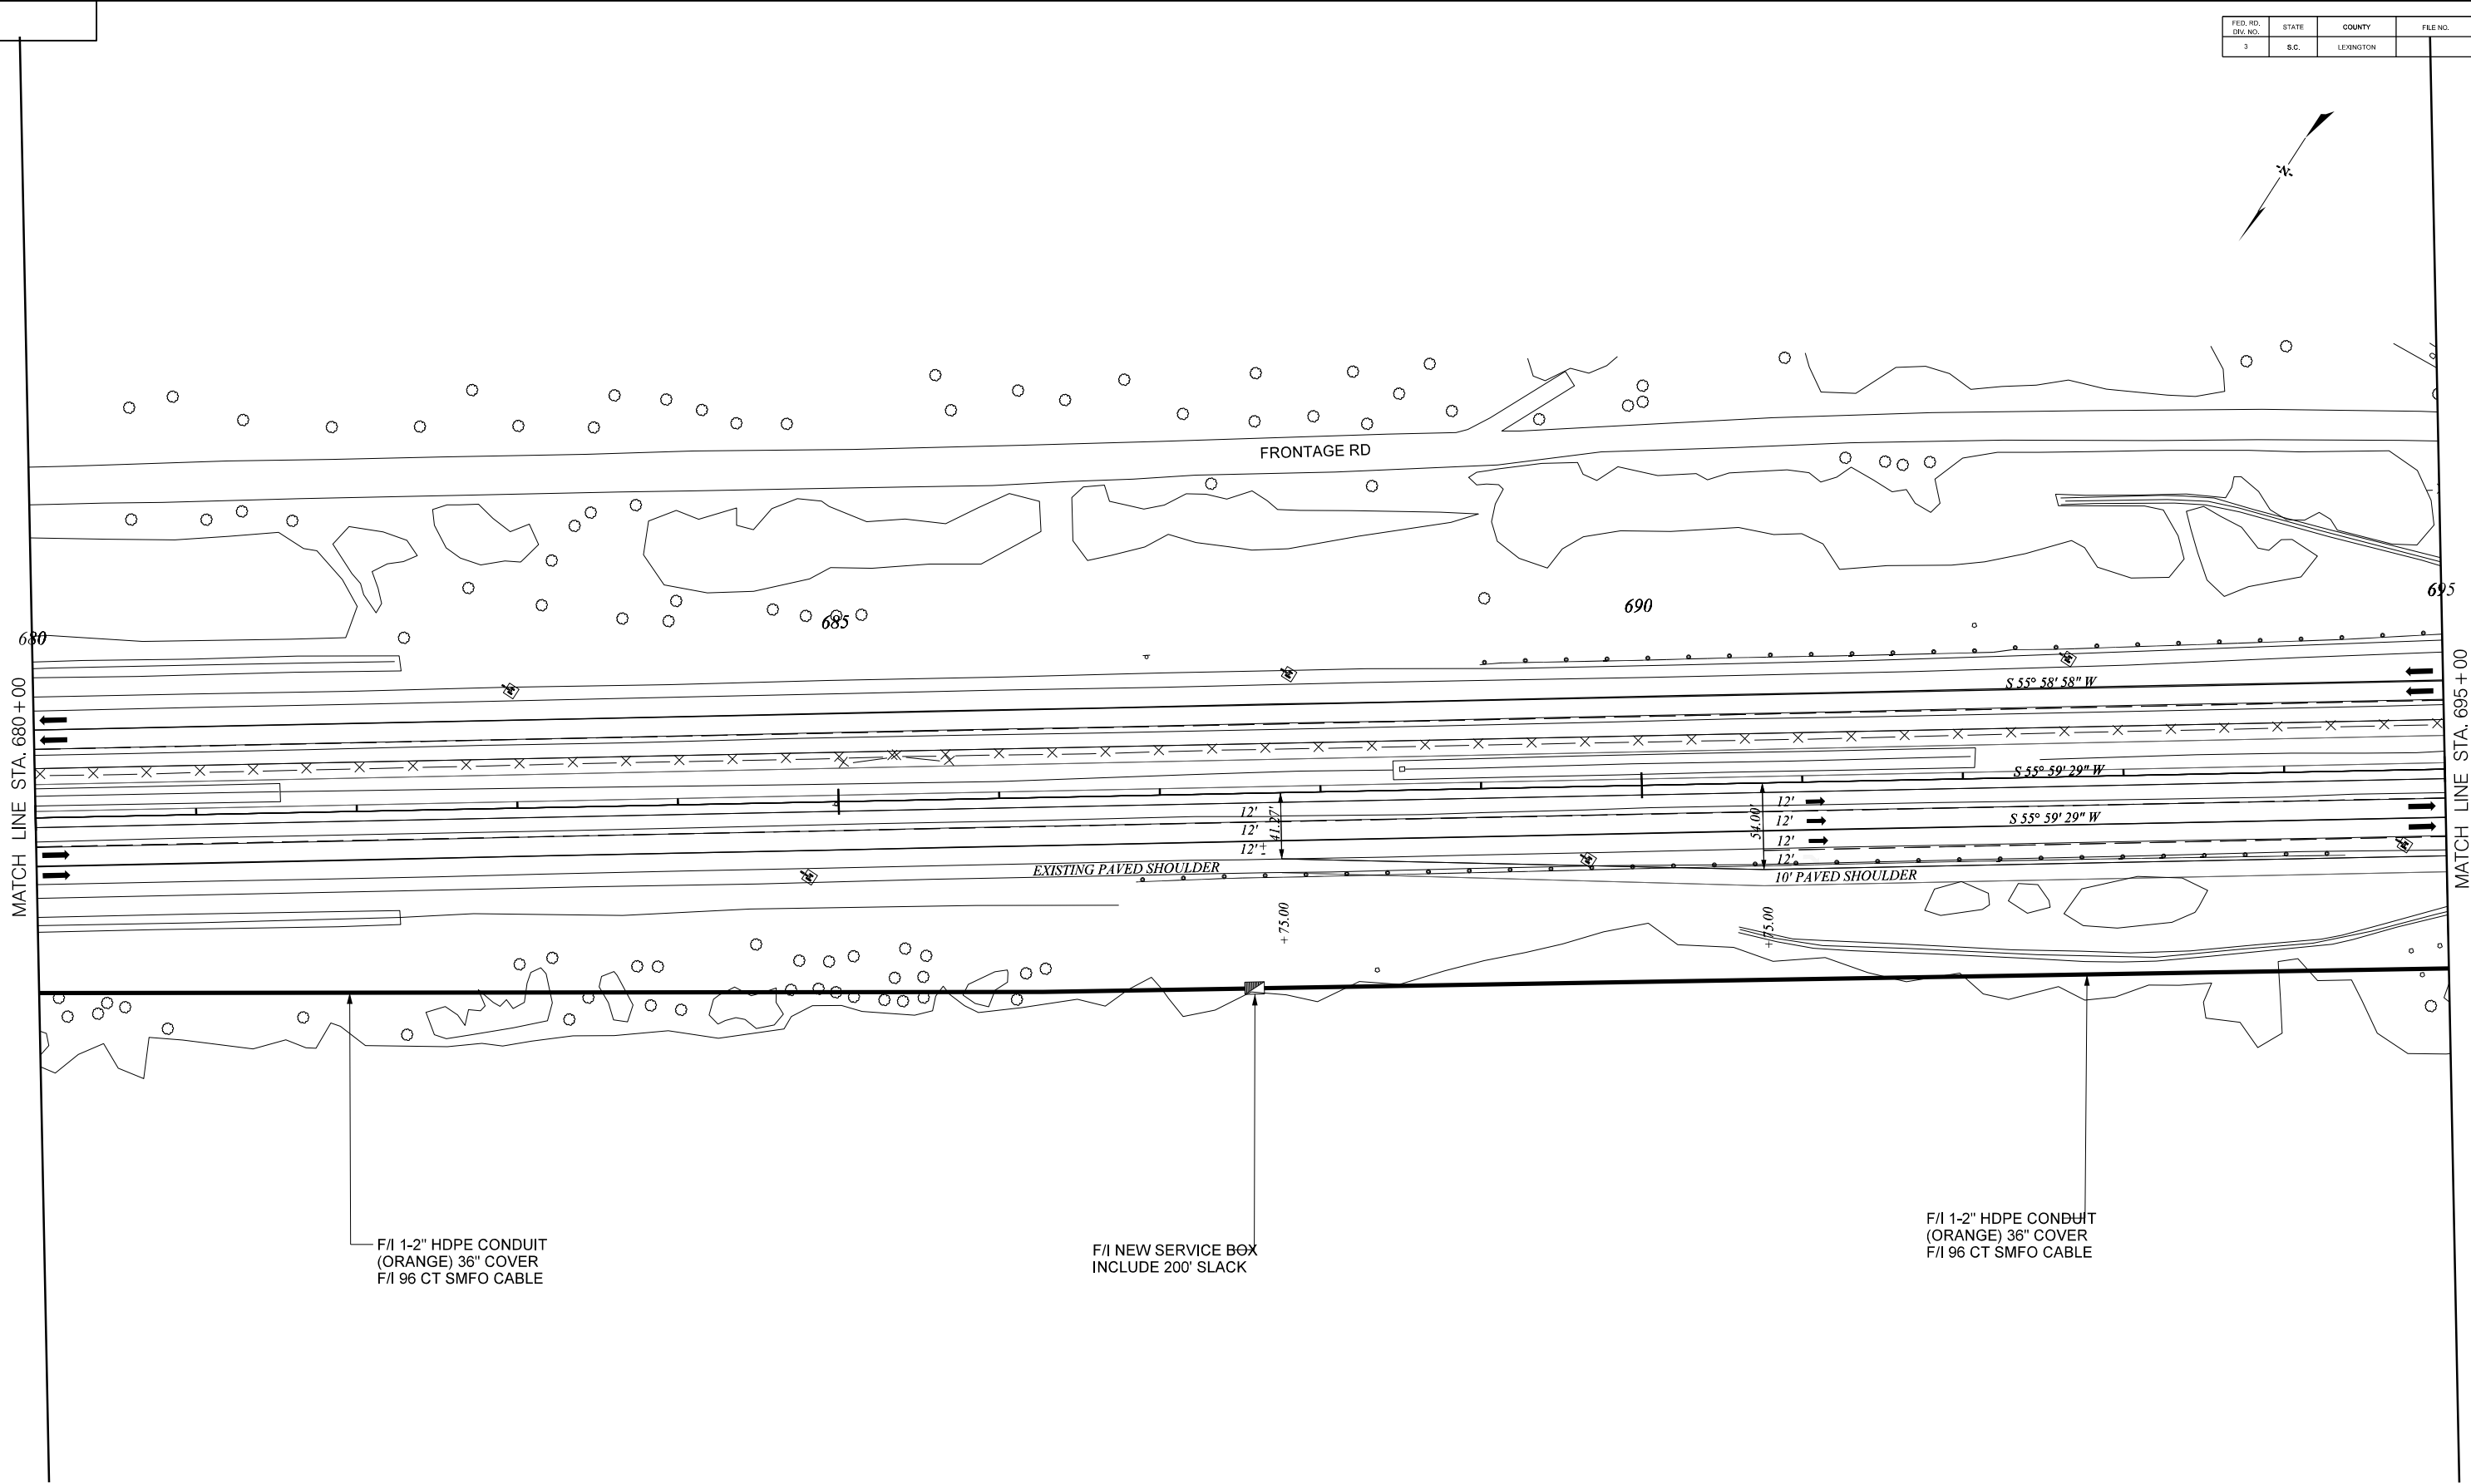 FED. RD. DIV. NO. STATE COUNTY FILE NO.
3 S.C. LEXINGTON
-N-
FRONTAGE RD
680
685
690
695
MATCH LINE STA. 680+00
MATCH LINE STA. 695+00
S 55° 58' 58" W
S 55° 59' 29" W
S 55° 59' 29" W
12'
12'
12'±
41.27'
54.00'
12'
12'
12'
12'
EXISTING PAVED SHOULDER
10' PAVED SHOULDER
+75.00
+75.00
F/I 1-2" HDPE CONDUIT
(ORANGE) 36" COVER
F/I 96 CT SMFO CABLE
F/I NEW SERVICE BOX
INCLUDE 200' SLACK
F/I 1-2" HDPE CONDUIT
(ORANGE) 36" COVER
F/I 96 CT SMFO CABLE